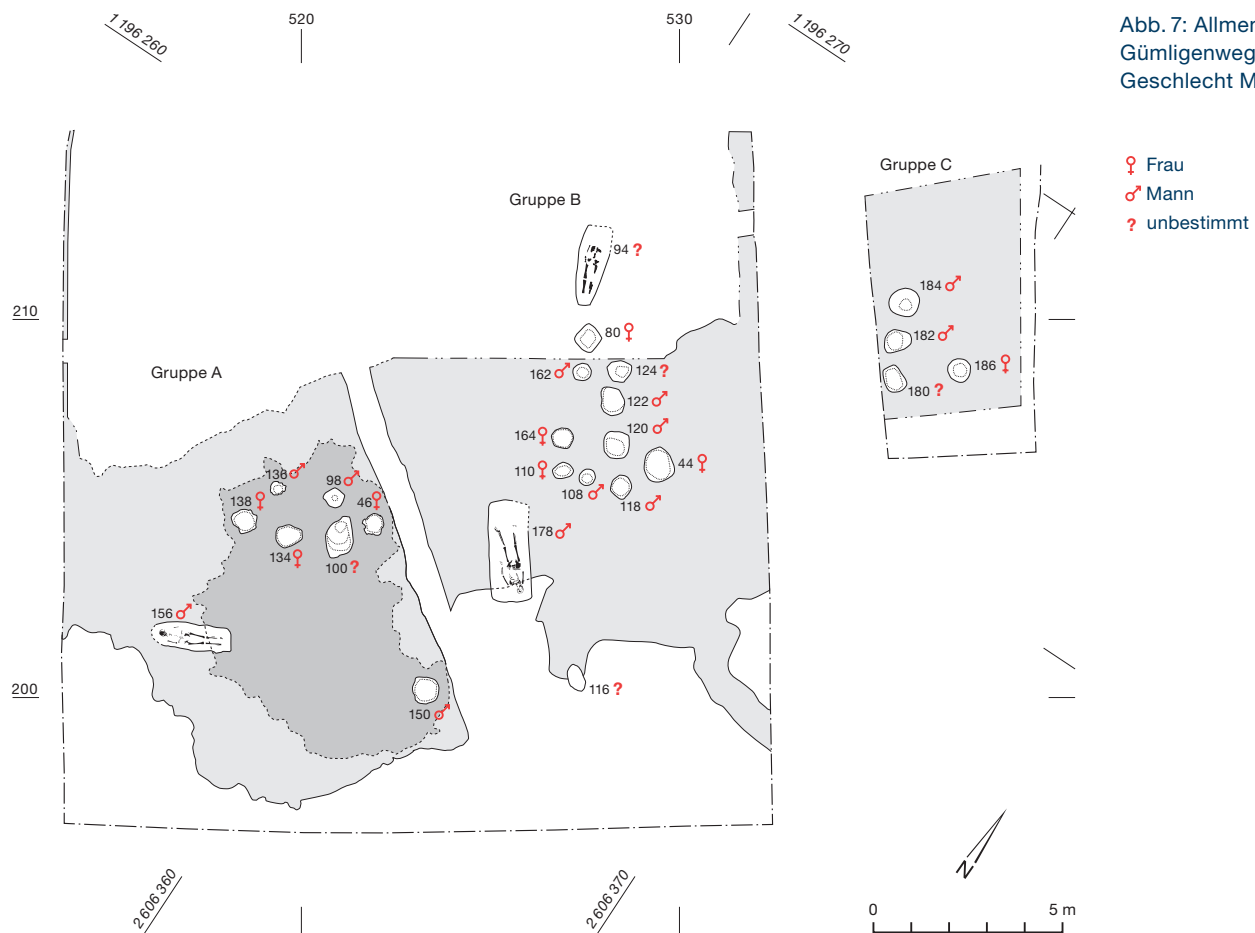 520
530
1 196 260
1 196 270
Abb. 7: Allmen
Gümligenweg
Geschlecht M
♀ Frau
♂ Mann
? unbestimmt
Gruppe A
Gruppe B
Gruppe C
94 ?
80 ♀
162 ♂
124 ?
122 ♂
120 ♂
164 ♀
110 ♀
108 ♂
118 ♂
44 ♀
178 ♂
116 ?
136 ♂
98 ♂
46 ♀
138 ♀
134 ♀
100 ?
156 ♂
150 ♂
184 ♂
182 ♂
186 ♀
180 ?
210
200
2 606 360
2 606 370
N
0
5 m